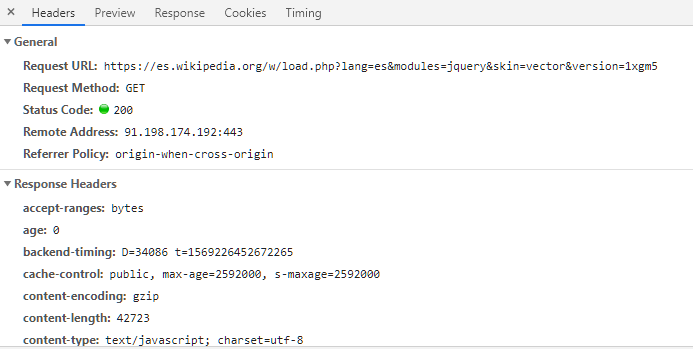 Headers Preview Response Cookies Timing
General
Request URL: https://es.wikipedia.org/w/load.php?lang=es&modules=jquery&skin=vector&version=1xgm5
Request Method: GET
Status Code: 200
Remote Address: 91.198.174.192:443
Referrer Policy: origin-when-cross-origin
Response Headers
accept-ranges: bytes
age: 0
backend-timing: D=34086 t=1569226452672265
cache-control: public, max-age=2592000, s-maxage=2592000
content-encoding: gzip
content-length: 42723
content-type: text/javascript; charset=utf-8